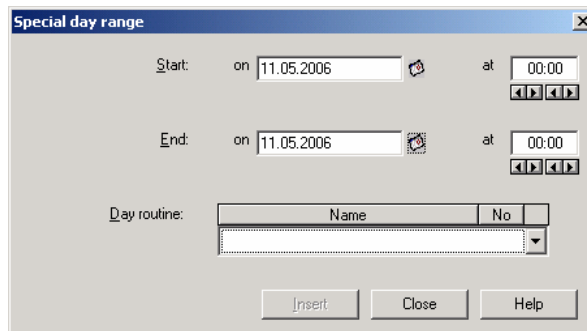 Special day range
Start: on 11.05.2006 at 00:00
End: on 11.05.2006 at 00:00
Day routine: Name No
Insert Close Help